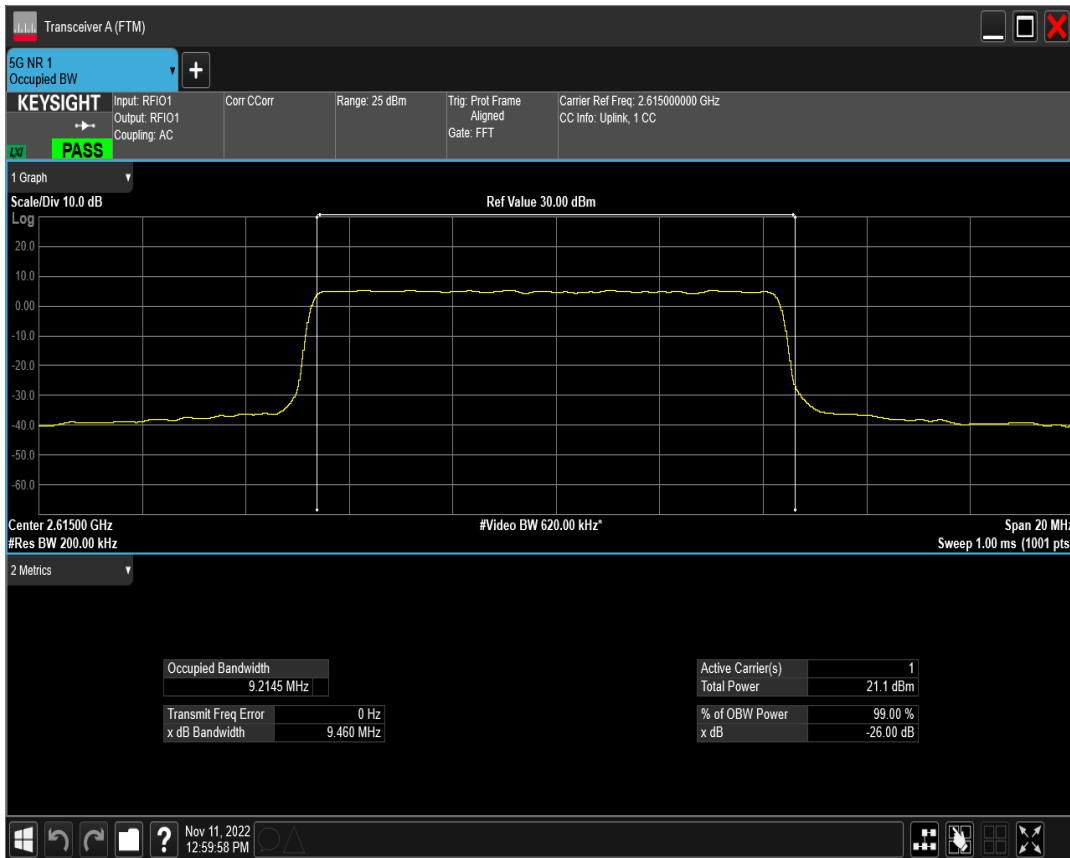 Transceiver A (FTM)
5G NR 1
Occupied BW
+
KEYSIGHT
LXI
PASS
Input: RFIO1
Output: RFIO1
Coupling: AC
Corr CCorr
Range: 25 dBm
Trig: Prot Frame
Aligned
Gate: FFT
Carrier Ref Freq: 2.615000000 GHz
CC Info: Uplink, 1 CC
1 Graph
Scale/Div 10.0 dB
Ref Value 30.00 dBm
Log
20.0
10.0
0.00
-10.0
-20.0
-30.0
-40.0
-50.0
-60.0
Center 2.61500 GHz
#Video BW 620.00 kHz*
Span 20 MHz
#Res BW 200.00 kHz
Sweep 1.00 ms (1001 pts
2 Metrics
Occupied Bandwidth
9.2145 MHz
Transmit Freq Error 0 Hz
x dB Bandwidth 9.460 MHz
Active Carrier(s) 1
Total Power 21.1 dBm
% of OBW Power 99.00 %
x dB -26.00 dB
?
Nov 11, 2022
12:59:58 PM